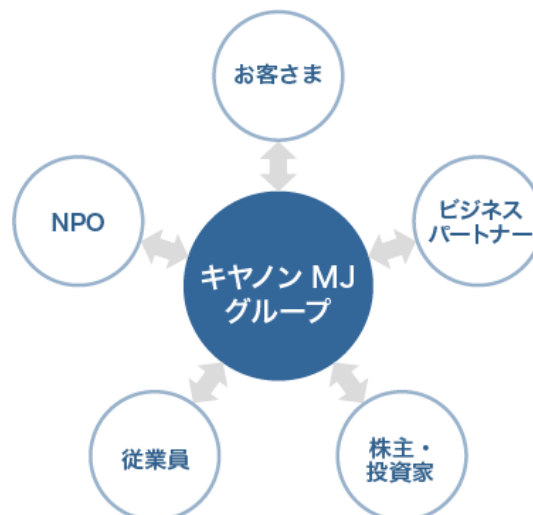 お客さま
NPO
ビジネス
パートナー
キヤノン MJ
グループ
従業員
株主・
投資家